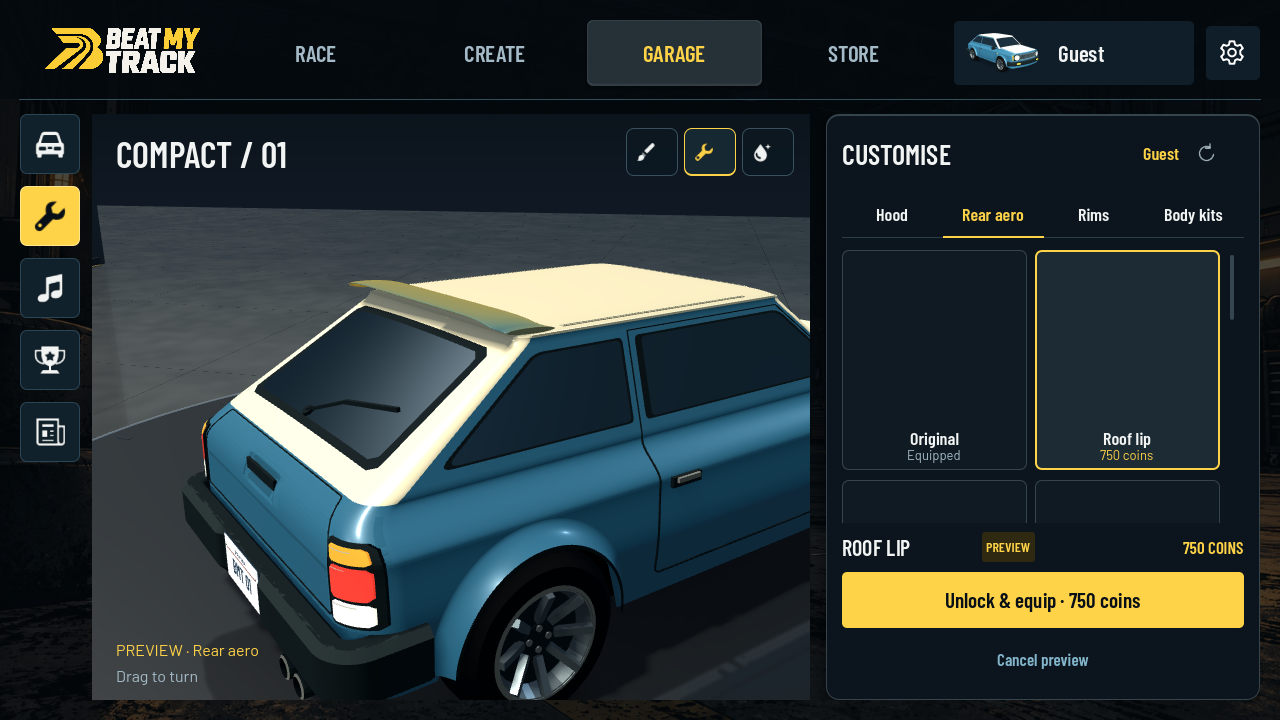 BEAT MY
TRACK
RACE
CREATE
GARAGE
STORE
Guest
COMPACT / 01
CUSTOMISE
Guest
Hood
Rear aero
Rims
Body kits
Original
Equipped
Roof lip
750 coins
ROOF LIP
PREVIEW
750 COINS
Unlock & equip · 750 coins
Cancel preview
PREVIEW · Rear aero
Drag to turn